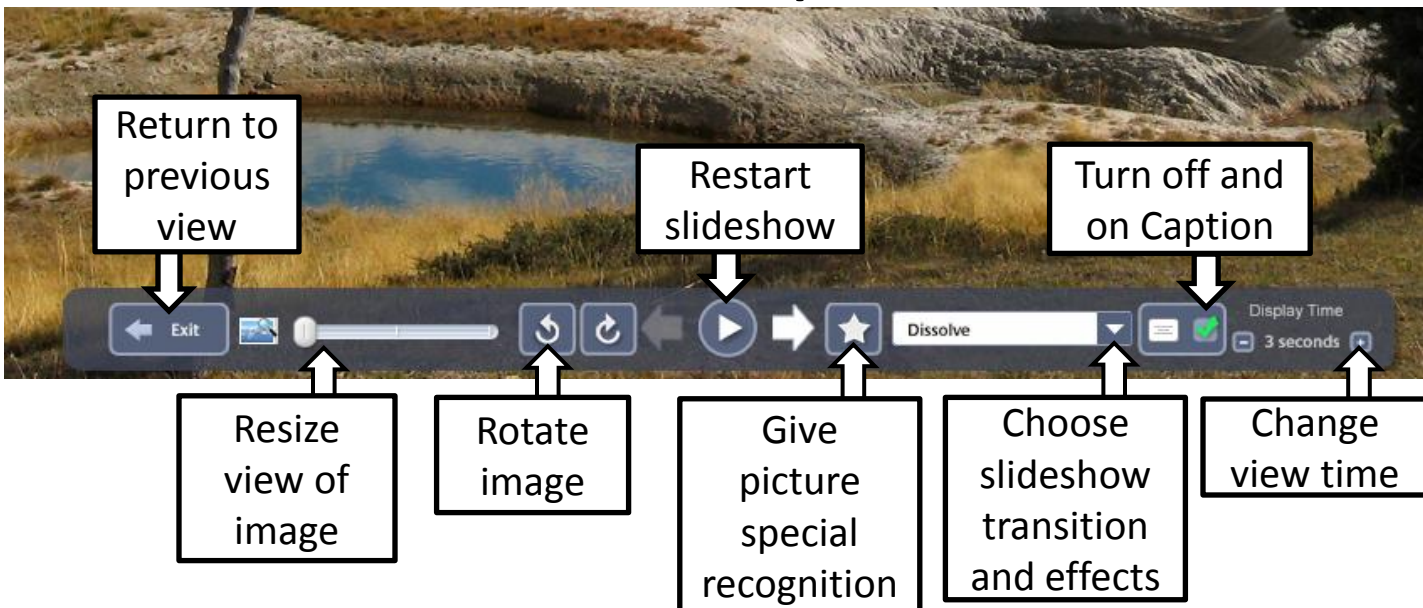 Return to
previous
view
Restart
slideshow
Turn off and
on Caption
Exit
Dissolve
Display Time
3 seconds
Resize
view of
image
Rotate
image
Give
picture
special
recognition
Choose
slideshow
transition
and effects
Change
view time